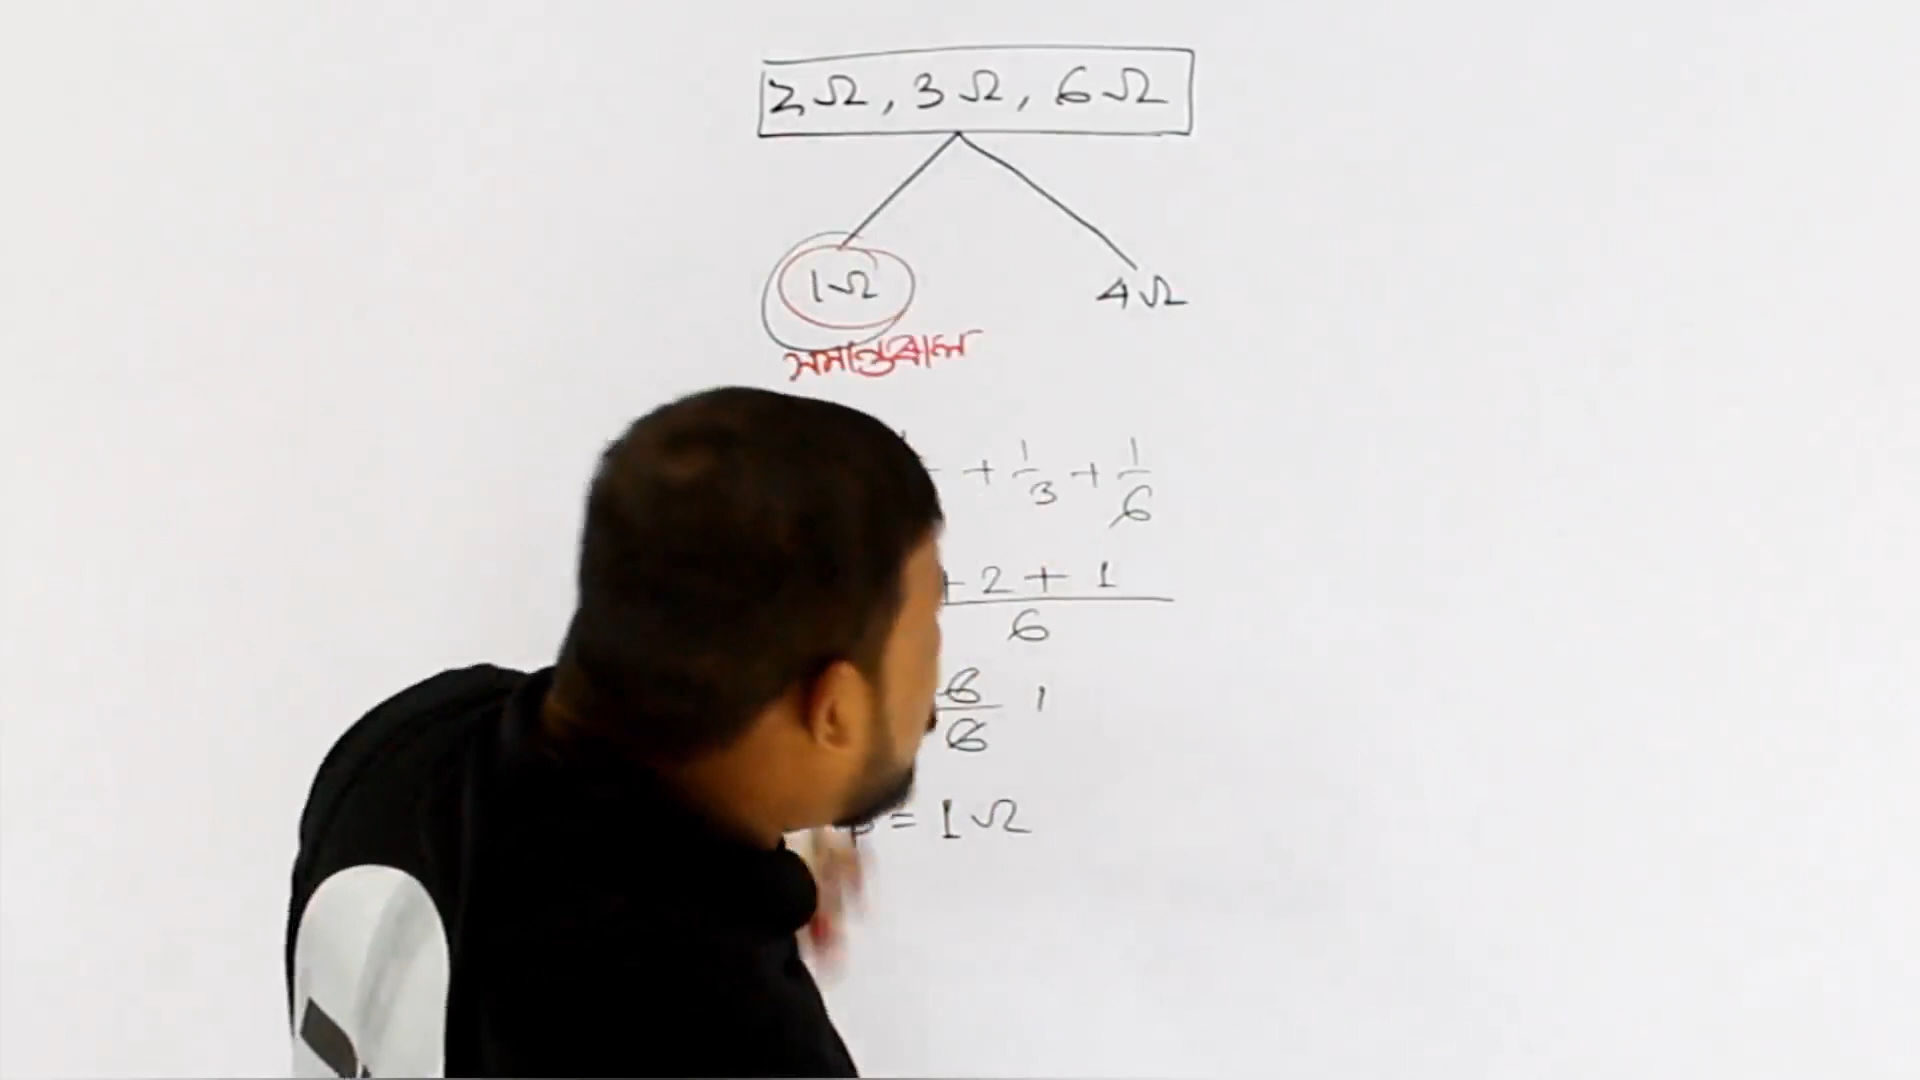 2Ω, 3Ω, 6Ω
1Ω
4Ω
সমান্তরাল
+ 1/3 + 1/6
+ 2 + 1
6
6/6 1
= 1Ω